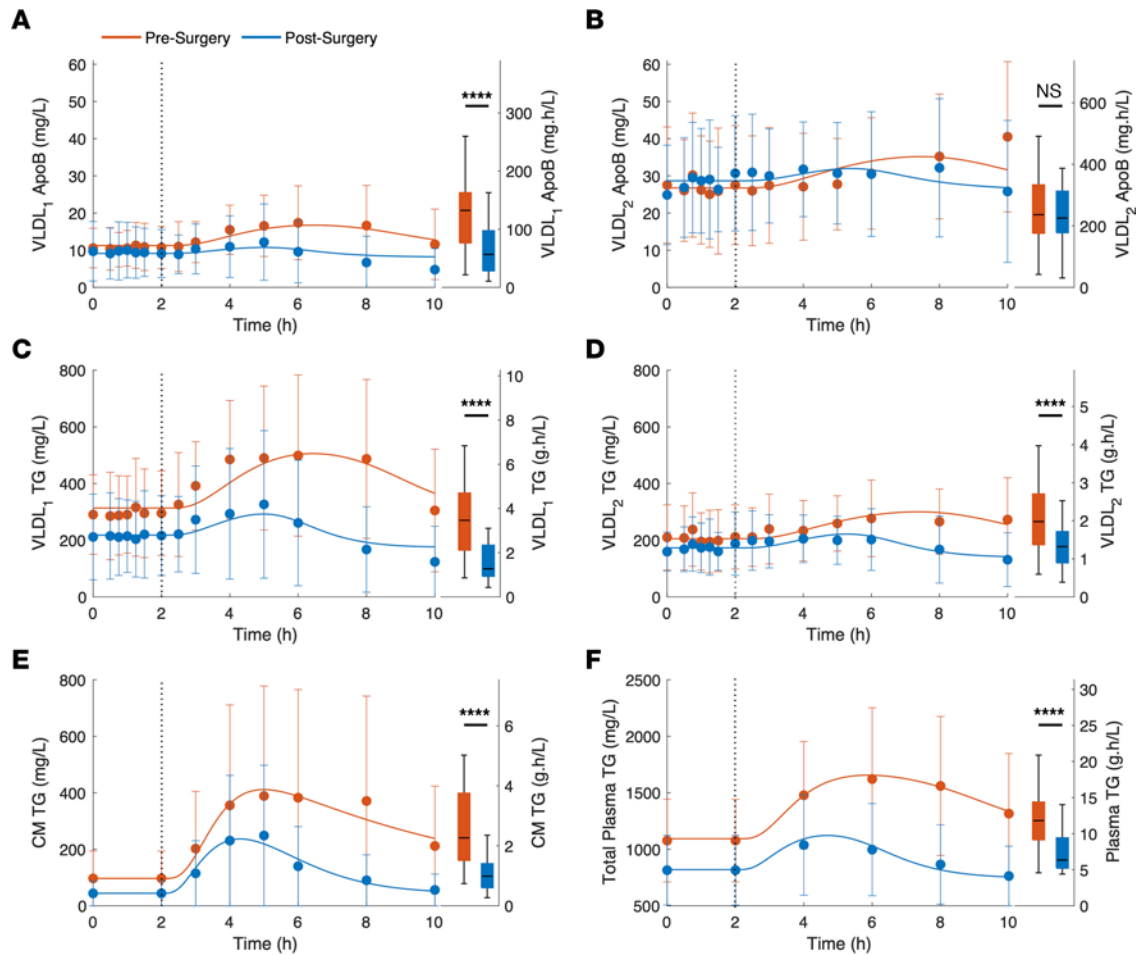 A
B
Pre-Surgery
Post-Surgery
60
50
40
30
20
10
0
VLDL1 ApoB (mg/L)
0 2 4 6 8 10
Time (h)
****
300
200
100
0
VLDL1 ApoB (mg.h/L)
60
50
40
30
20
10
0
VLDL2 ApoB (mg/L)
0 2 4 6 8 10
Time (h)
NS
600
400
200
0
VLDL2 ApoB (mg.h/L)
C
D
800
600
400
200
0
VLDL1 TG (mg/L)
0 2 4 6 8 10
Time (h)
****
10
8
6
4
2
0
VLDL1 TG (g.h/L)
800
600
400
200
0
VLDL2 TG (mg/L)
0 2 4 6 8 10
Time (h)
****
5
4
3
2
1
0
VLDL2 TG (g.h/L)
E
F
800
600
400
200
0
CM TG (mg/L)
0 2 4 6 8 10
Time (h)
****
6
4
2
0
CM TG (g.h/L)
2500
2000
1500
1000
500
Total Plasma TG (mg/L)
0 2 4 6 8 10
Time (h)
****
30
25
20
15
10
5
0
Plasma TG (g.h/L)